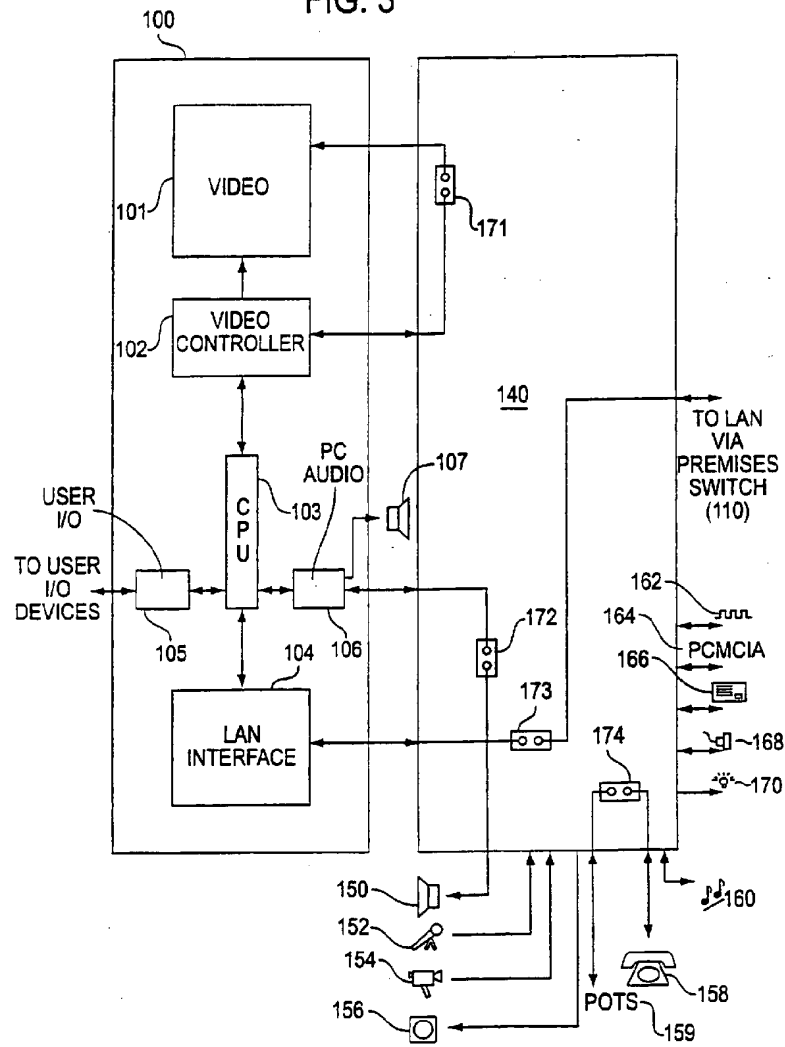 FIG. 3
100
101
VIDEO
171
102
VIDEO
CONTROLLER
140
TO LAN
VIA
PREMISES
SWITCH
(110)
PC
AUDIO
107
103
CPU
USER
I/O
TO USER
I/O
DEVICES
105
106
172
162
164
PCMCIA
166
104
LAN
INTERFACE
173
174
168
170
150
152
154
156
160
158
POTS
159